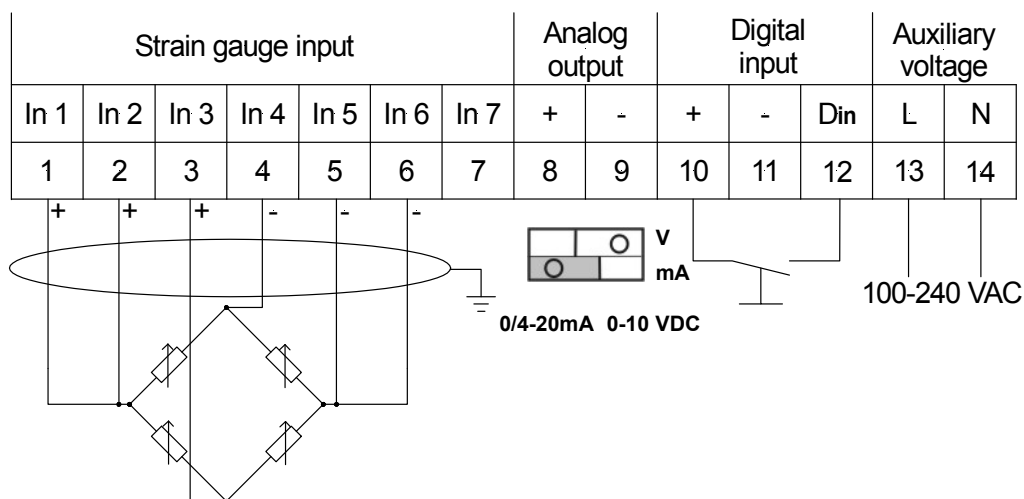 Strain gauge input
Analog output
Digital input
Auxiliary voltage
In 1 In 2 In 3 In 4 In 5 In 6 In 7 + - + - Din L N
1 2 3 4 5 6 7 8 9 10 11 12 13 14
+ + + - - -
V
mA
0/4-20mA 0-10 VDC
100-240 VAC